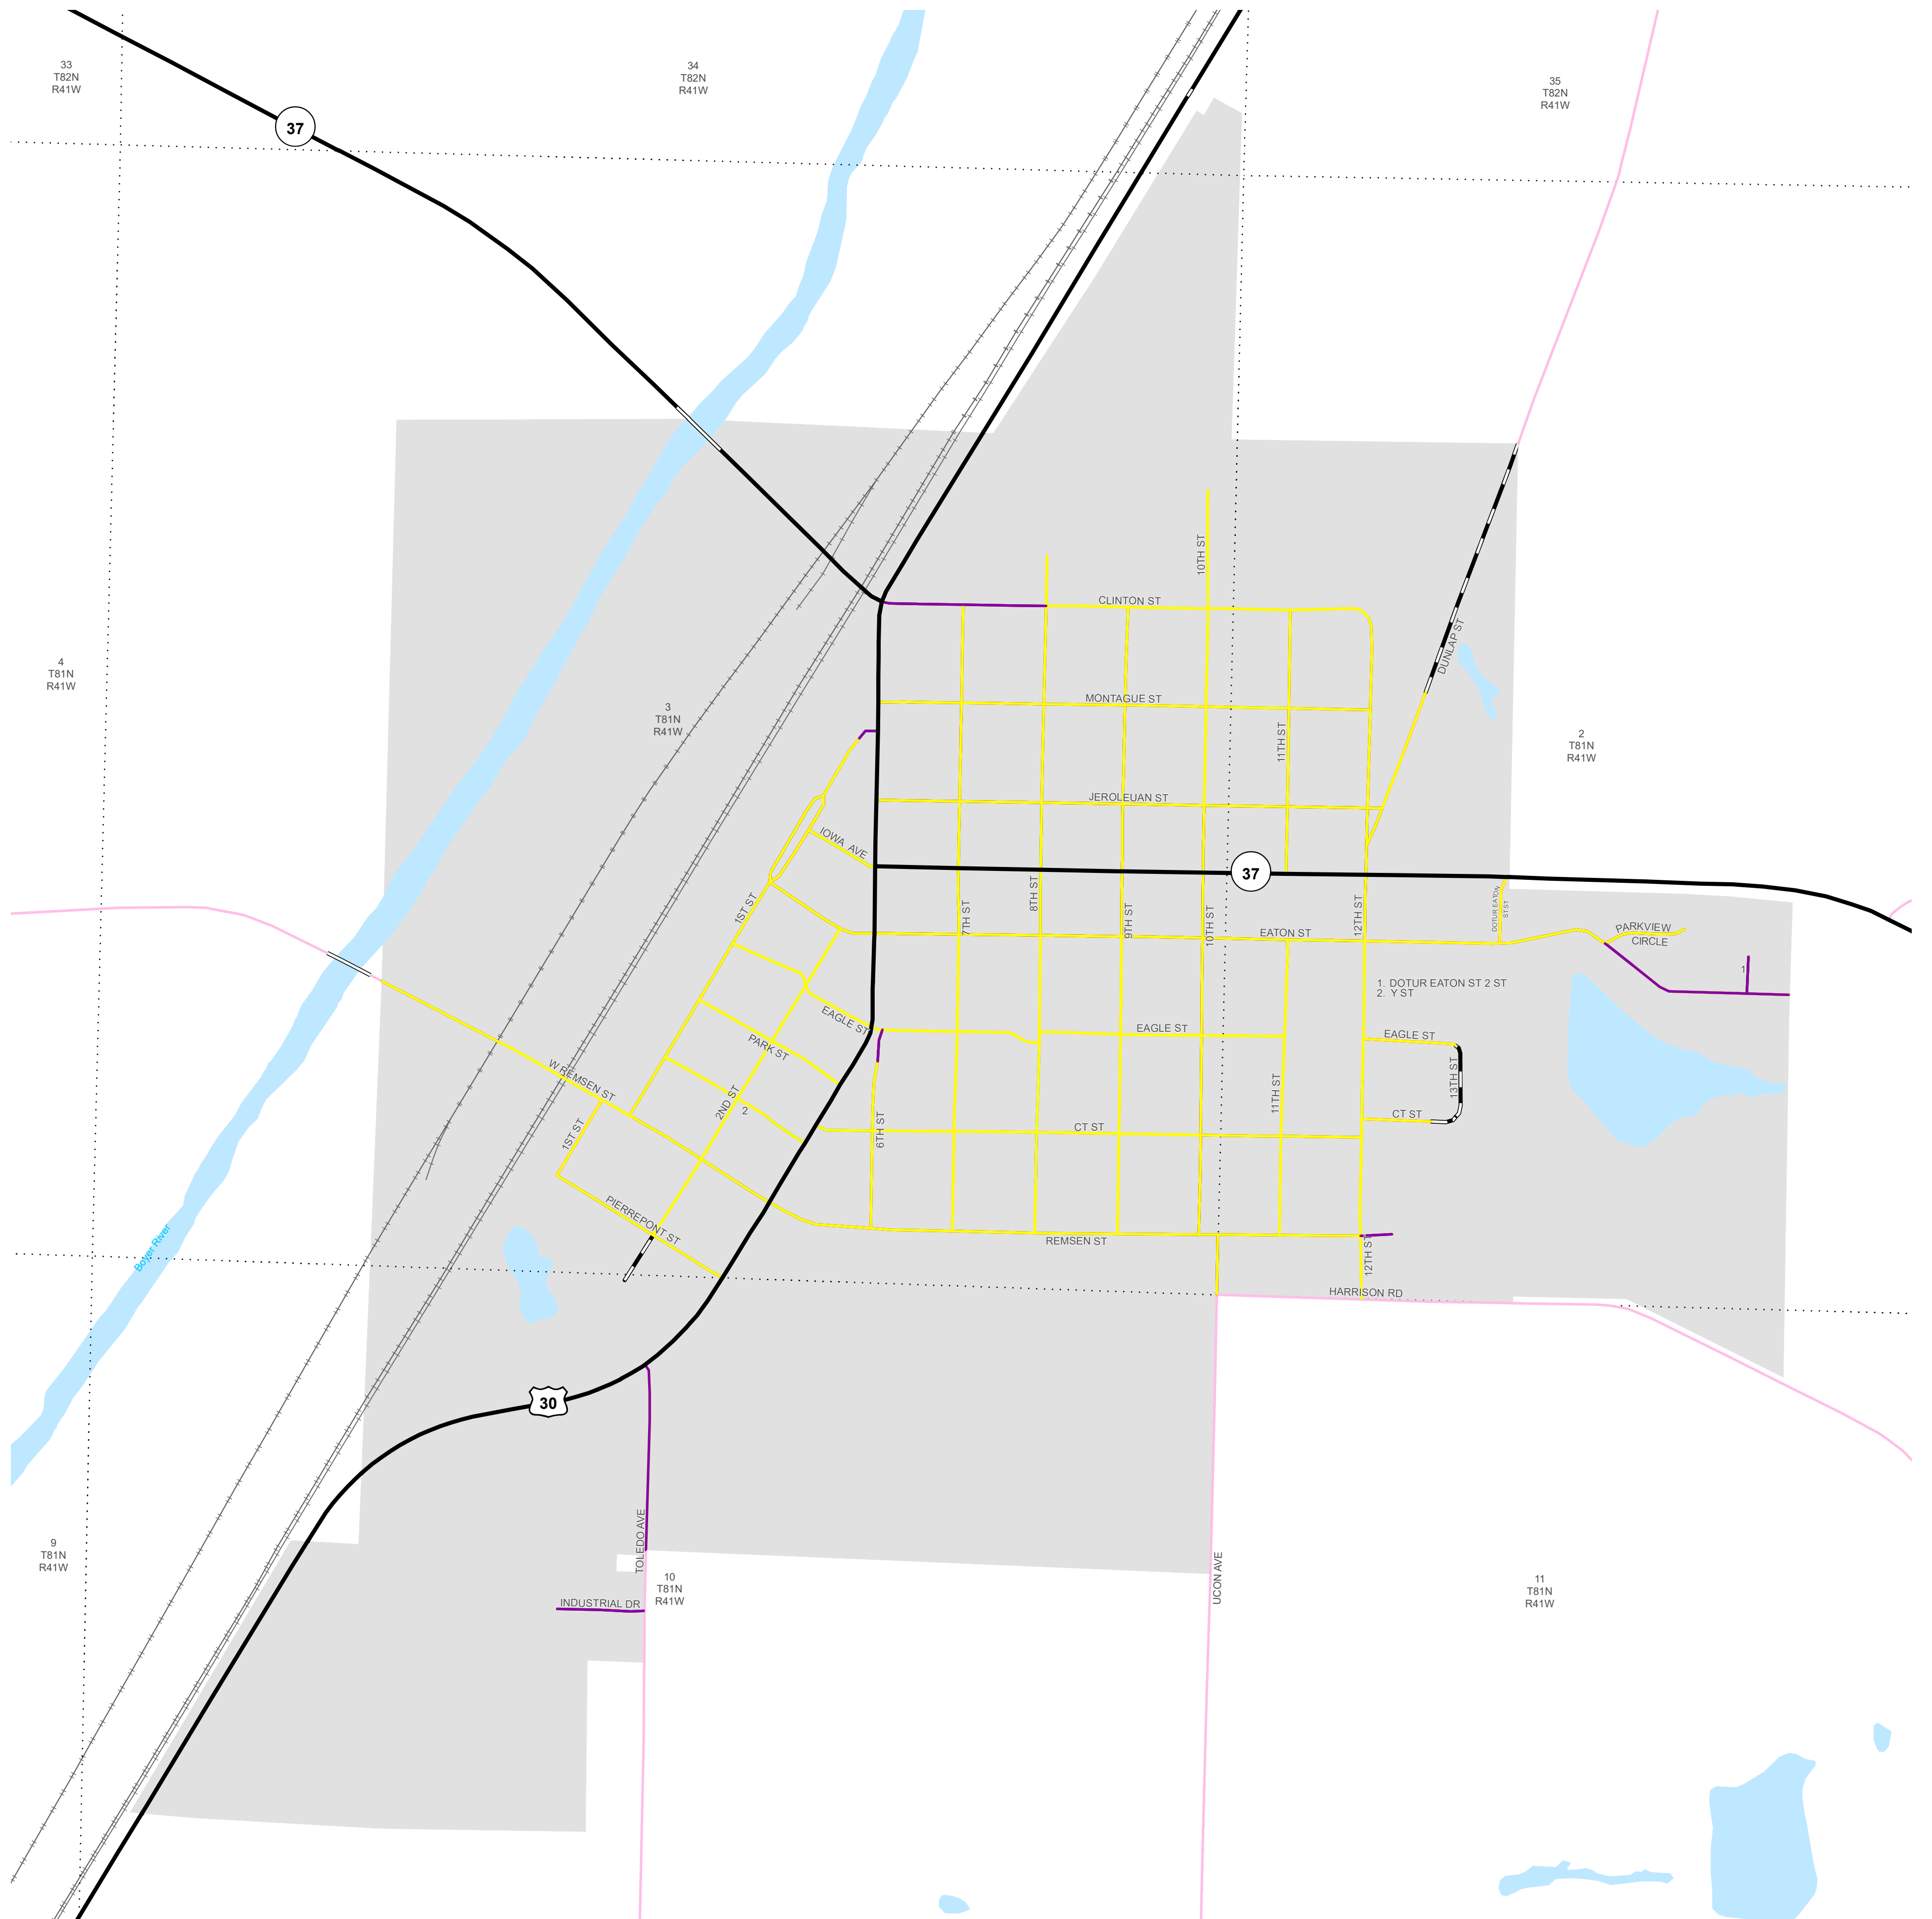 33
T82N
R41W
34
T82N
R41W
35
T82N
R41W
37
10TH ST
CLINTON ST
DUNLAP ST
4
T81N
R41W
3
T81N
R41W
MONTAGUE ST
11TH ST
2
T81N
R41W
JEROLEUAN ST
IOWA AVE
37
1ST ST
7TH ST
8TH ST
9TH ST
10TH ST
12TH ST
DOTUR EATON
ST ST
EATON ST
PARKVIEW
CIRCLE
1
1. DOTUR EATON ST 2 ST
2. Y ST
EAGLE ST
EAGLE ST
EAGLE ST
PARK ST
W REMSEN ST
2ND ST
2
11TH ST
13TH ST
CT ST
CT ST
1ST ST
6TH ST
PIERREPONT ST
REMSEN ST
12TH ST
Boyer River
HARRISON RD
30
TOLEDO AVE
UCON AVE
9
T81N
R41W
10
T81N
R41W
11
T81N
R41W
INDUSTRIAL DR